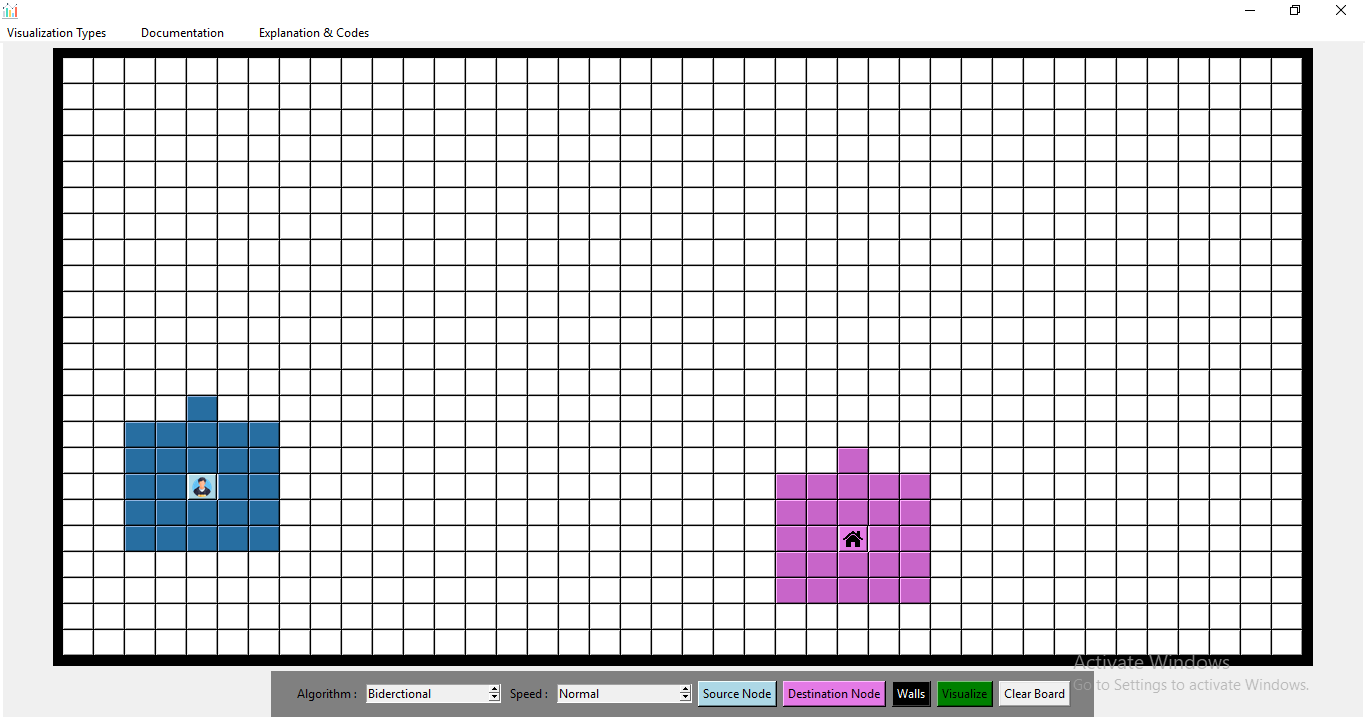 Visualization Types Documentation Explanation & Codes
Activate Windows
Go to Settings to activate Windows.
Algorithm : Biderctional Speed : Normal Source Node Destination Node Walls Visualize Clear Board